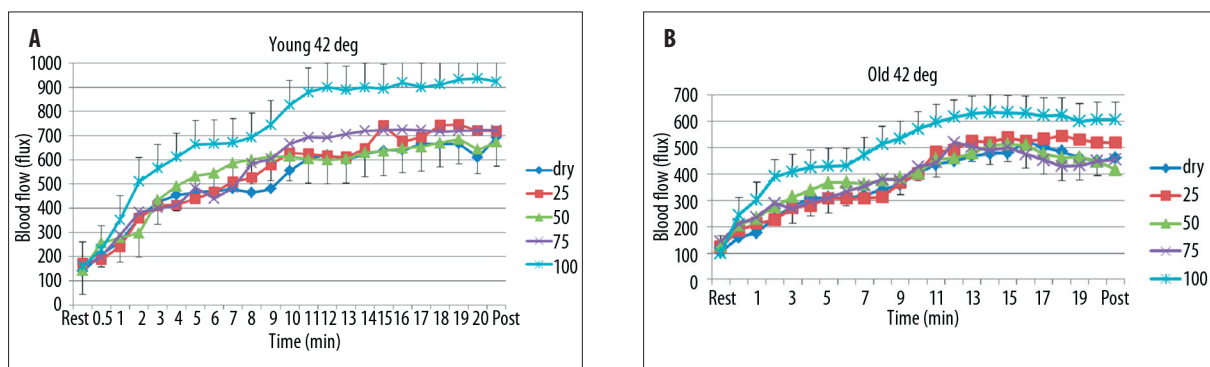 A
Young 42 deg
Blood flow (flux)
1000
900
800
700
600
500
400
300
200
100
0
Rest 0.5 1 2 3 4 5 6 7 8 9 10 11 12 13 14 15 16 17 18 19 20 Post
Time (min)
dry
25
50
75
100
B
Old 42 deg
Blood flow (flux)
700
600
500
400
300
200
100
0
Rest 1 3 5 7 9 11 13 15 17 19 Post
Time (min)
dry
25
50
75
100